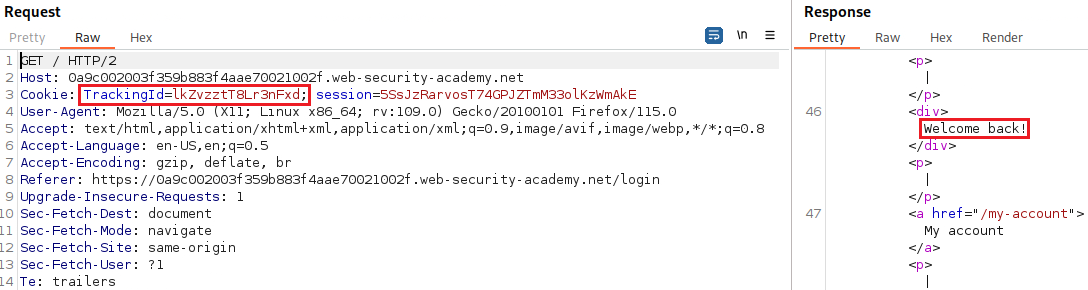 Request
Pretty Raw Hex
\n
1 GET / HTTP/2
2 Host: 0a9c002003f359b883f4aae70021002f.web-security-academy.net
3 Cookie: TrackingId=lkZvzztT8Lr3nFxd; session=5SsJzRarvosT74GPJZTmM33olKzWmAkE
4 User-Agent: Mozilla/5.0 (X11; Linux x86_64; rv:109.0) Gecko/20100101 Firefox/115.0
5 Accept: text/html,application/xhtml+xml,application/xml;q=0.9,image/avif,image/webp,*/*;q=0.8
6 Accept-Language: en-US,en;q=0.5
7 Accept-Encoding: gzip, deflate, br
8 Referer: https://0a9c002003f359b883f4aae70021002f.web-security-academy.net/login
9 Upgrade-Insecure-Requests: 1
10 Sec-Fetch-Dest: document
11 Sec-Fetch-Mode: navigate
12 Sec-Fetch-Site: same-origin
13 Sec-Fetch-User: ?1
14 Te: trailers
Response
Pretty Raw Hex Render
<p>
|
</p>
46 <div>
Welcome back!
</div>
<p>
|
</p>
47 <a href="/my-account">
My account
</a>
<p>
|